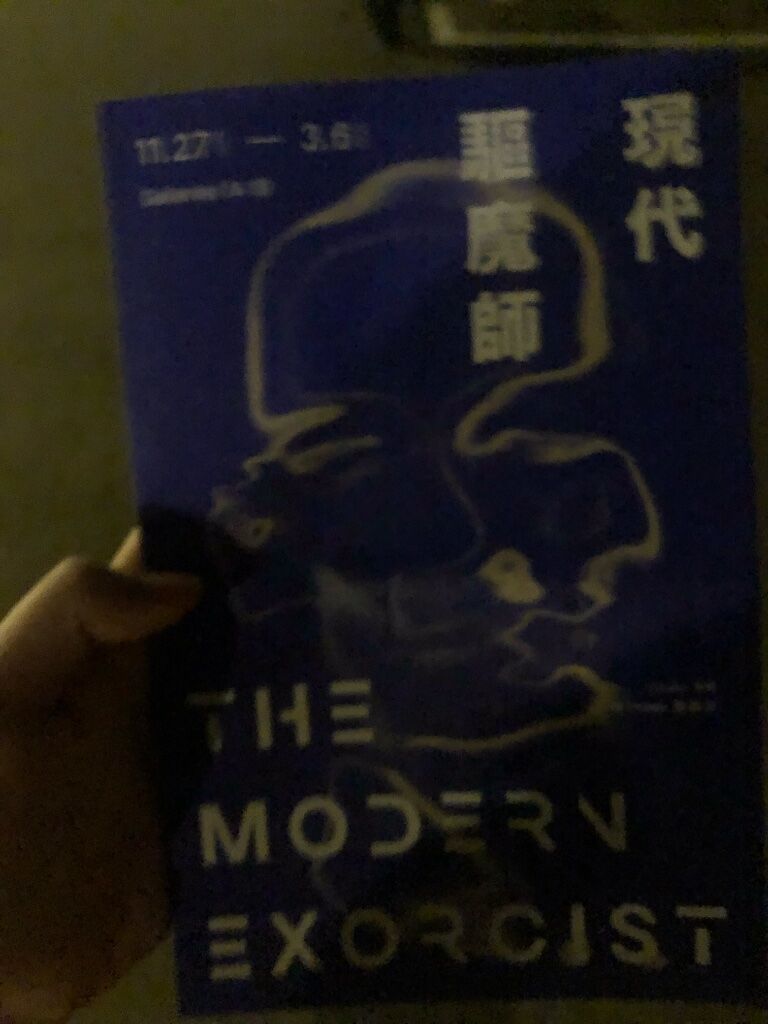 11.27 — 3.6
現代
驅魔師
THE
MODERN
EXORCIST